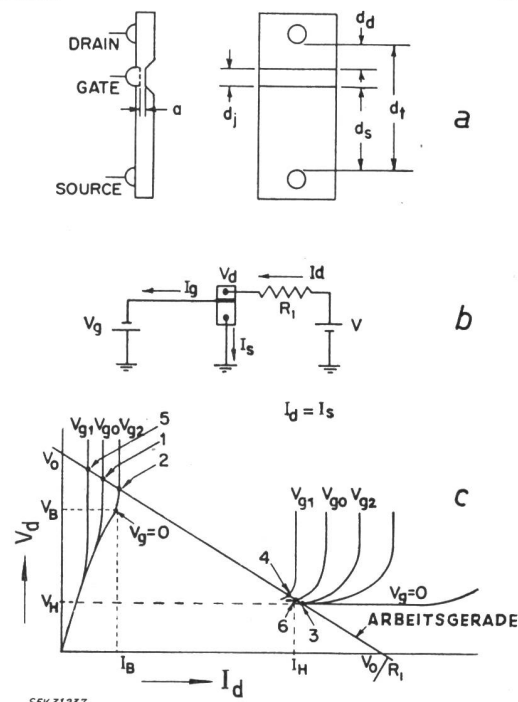 DRAIN
GATE
a
SOURCE
d_d
d_j
d_t
d_s
a
V_d
I_g
I_d
R_1
V_g
V
I_s
b
I_d = I_s
5
V_g1 V_g0 V_g2
1
V_0
2
V_B
V_g=0
V_d
V_H
I_B
I_d
c
V_g1 V_g0 V_g2
4
V_g=0
6
3
ARBEITSGERADE
I_H
V_0/R_1